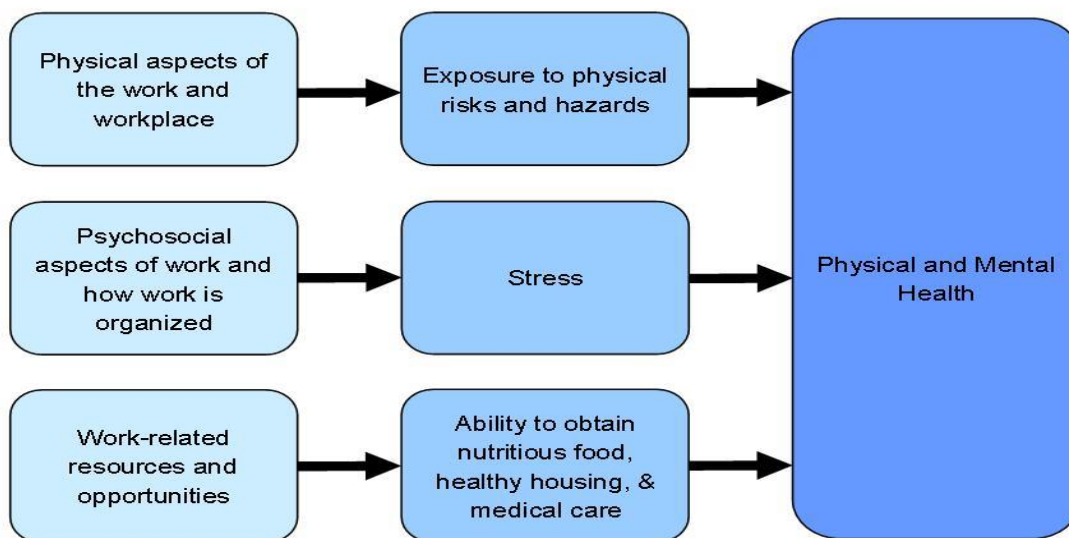 Physical aspects of
the work and
workplace
Exposure to physical
risks and hazards
Psychosocial
aspects of work and
how work is
organized
Stress
Physical and Mental
Health
Work-related
resources and
opportunities
Ability to obtain
nutritious food,
healthy housing, &
medical care